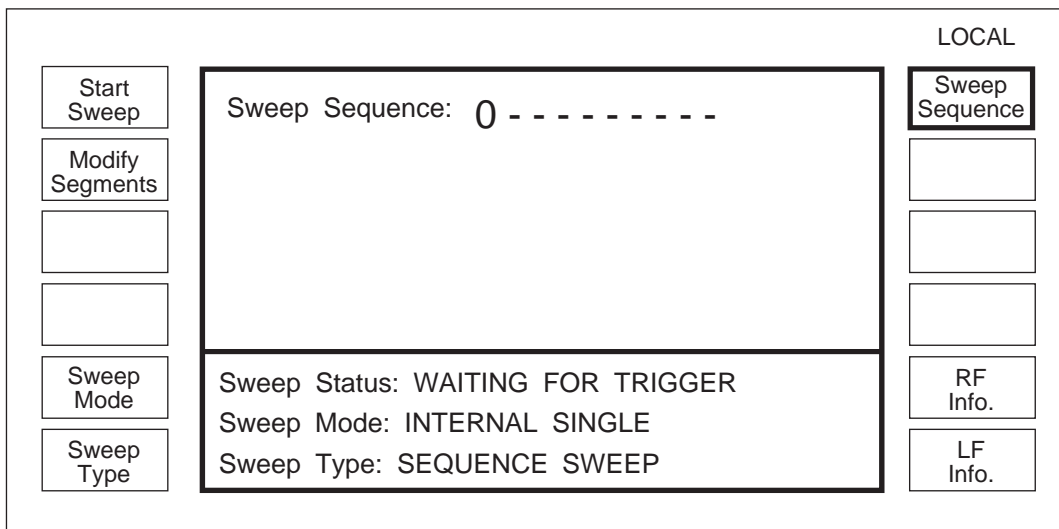 LOCAL
Start
Sweep
Modify
Segments
Sweep
Mode
Sweep
Type
Sweep Sequence: 0 - - - - - - - - -
Sweep Status: WAITING FOR TRIGGER
Sweep Mode: INTERNAL SINGLE
Sweep Type: SEQUENCE SWEEP
Sweep
Sequence
RF
Info.
LF
Info.